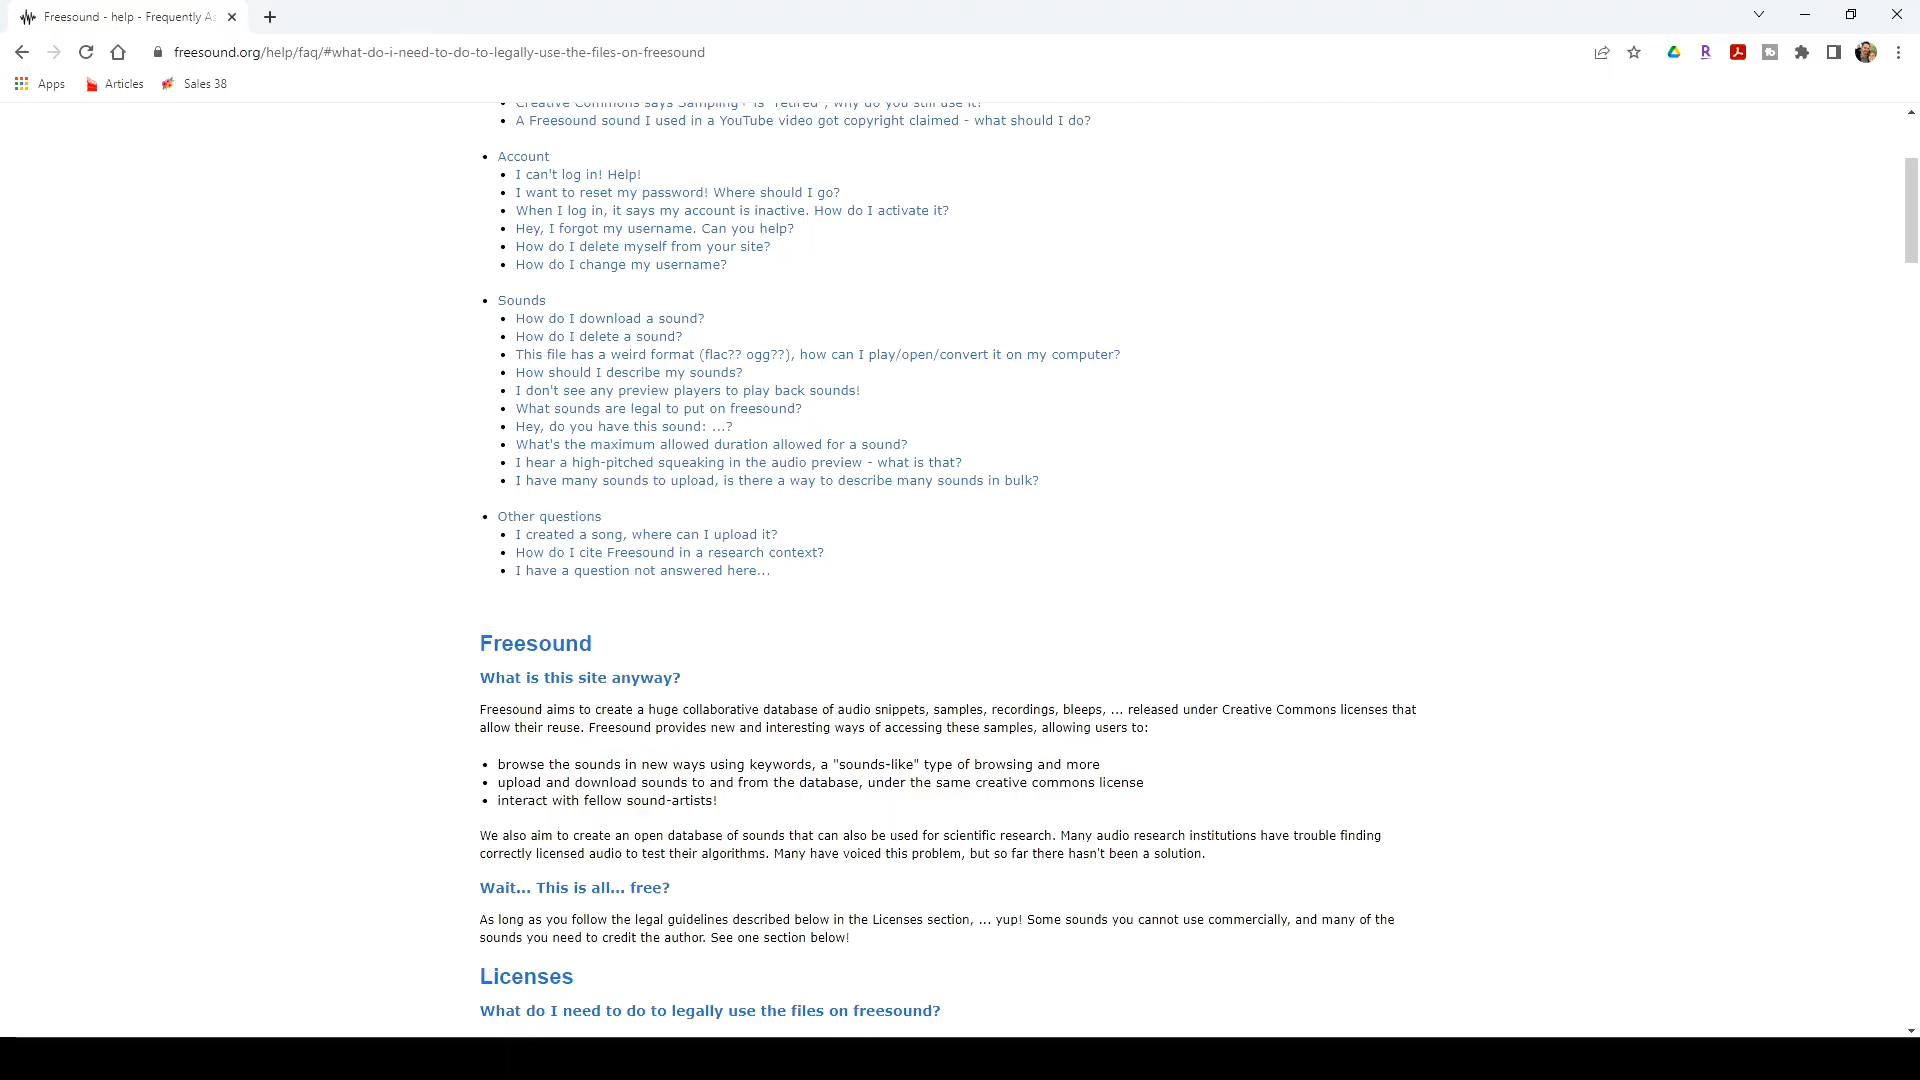 Freesound - help - Frequently As
freesound.org/help/faq/#what-do-i-need-to-do-to-legally-use-the-files-on-freesound
Apps Articles Sales 38
Creative Commons says Sampling+ is "retired", why do you still use it?
A Freesound sound I used in a YouTube video got copyright claimed - what should I do?
Account
I can't log in! Help!
I want to reset my password! Where should I go?
When I log in, it says my account is inactive. How do I activate it?
Hey, I forgot my username. Can you help?
How do I delete myself from your site?
How do I change my username?
Sounds
How do I download a sound?
How do I delete a sound?
This file has a weird format (flac?? ogg??), how can I play/open/convert it on my computer?
How should I describe my sounds?
I don't see any preview players to play back sounds!
What sounds are legal to put on freesound?
Hey, do you have this sound: ...?
What's the maximum allowed duration allowed for a sound?
I hear a high-pitched squeaking in the audio preview - what is that?
I have many sounds to upload, is there a way to describe many sounds in bulk?
Other questions
I created a song, where can I upload it?
How do I cite Freesound in a research context?
I have a question not answered here...
Freesound
What is this site anyway?
Freesound aims to create a huge collaborative database of audio snippets, samples, recordings, bleeps, ... released under Creative Commons licenses that
allow their reuse. Freesound provides new and interesting ways of accessing these samples, allowing users to:
browse the sounds in new ways using keywords, a "sounds-like" type of browsing and more
upload and download sounds to and from the database, under the same creative commons license
interact with fellow sound-artists!
We also aim to create an open database of sounds that can also be used for scientific research. Many audio research institutions have trouble finding
correctly licensed audio to test their algorithms. Many have voiced this problem, but so far there hasn't been a solution.
Wait... This is all... free?
As long as you follow the legal guidelines described below in the Licenses section, ... yup! Some sounds you cannot use commercially, and many of the
sounds you need to credit the author. See one section below!
Licenses
What do I need to do to legally use the files on freesound?